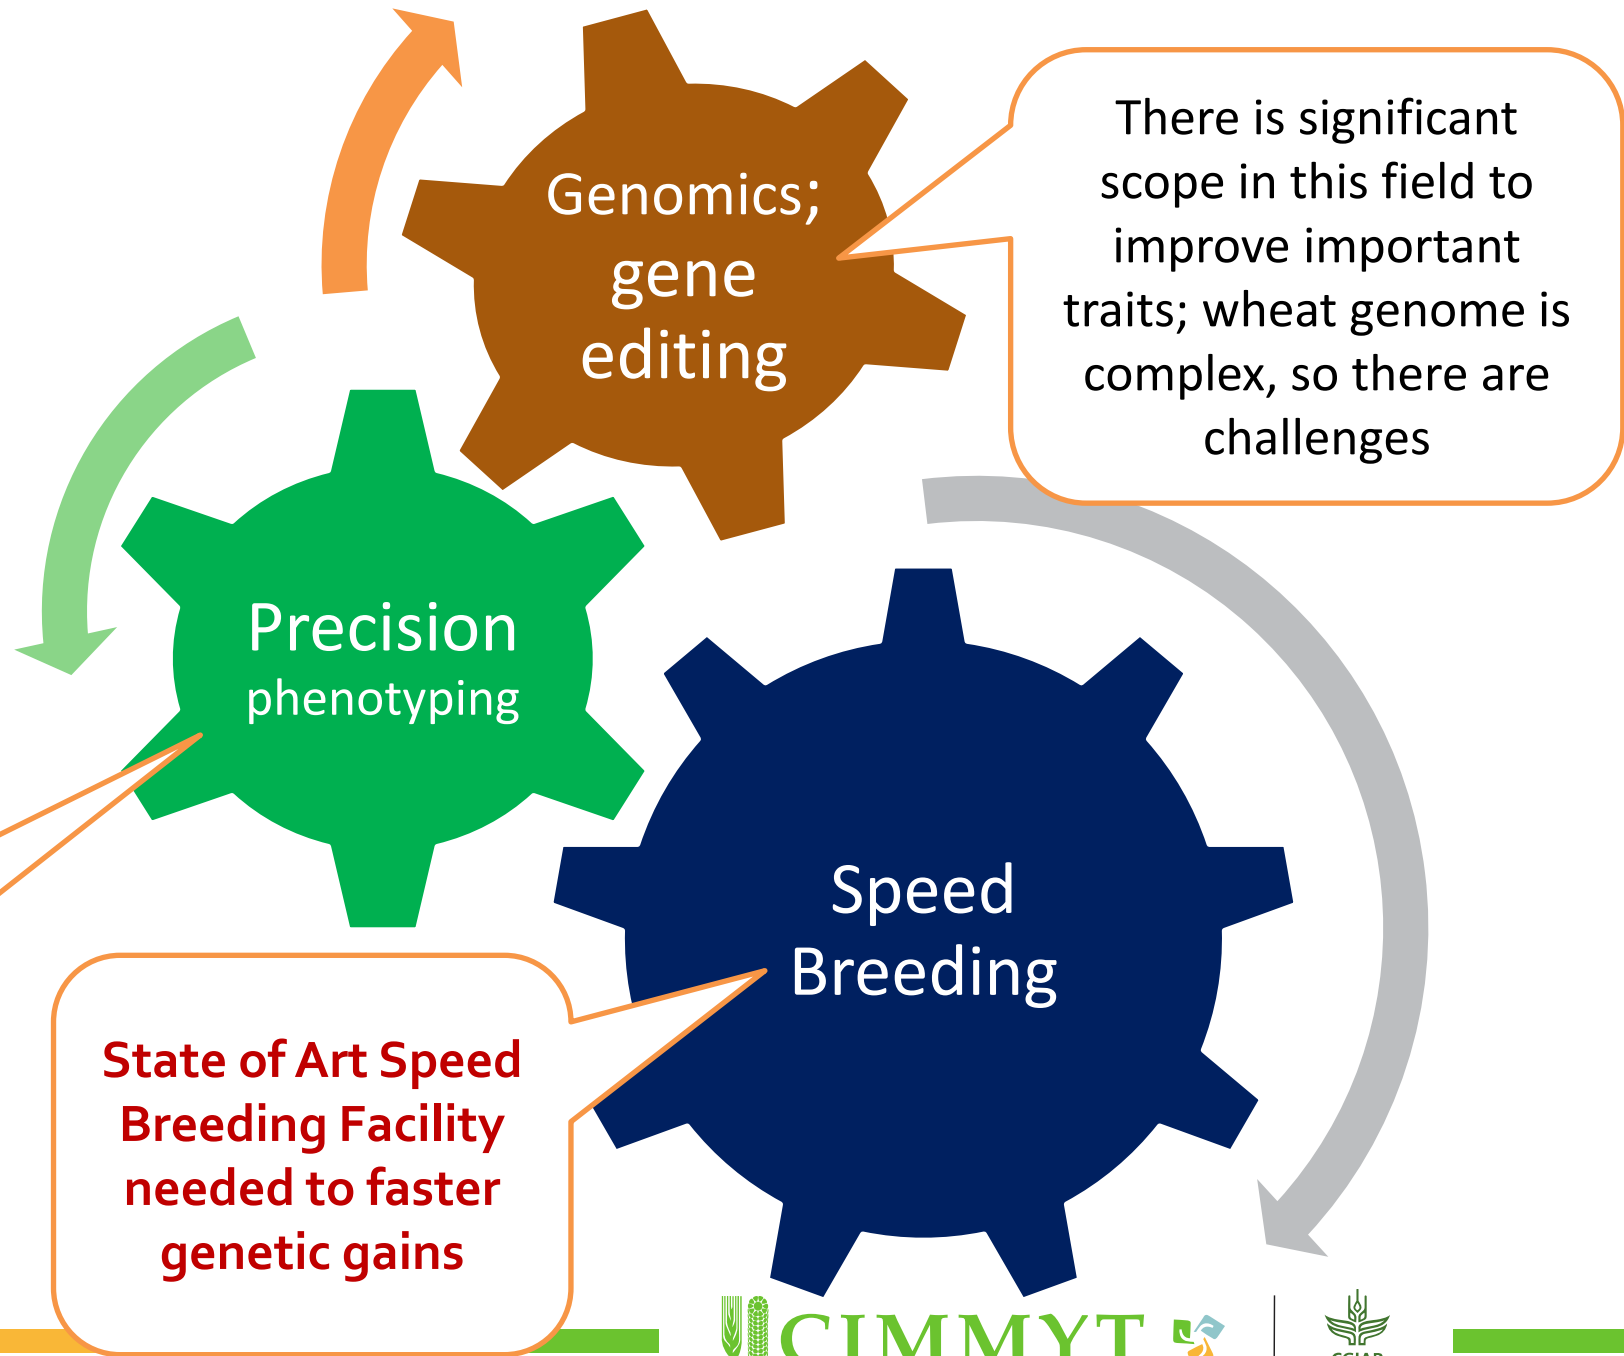 Genomics;
gene
editing
There is significant
scope in this field to
improve important
traits; wheat genome is
complex, so there are
challenges
Precision
phenotyping
Speed
Breeding
State of Art Speed
Breeding Facility
needed to faster
genetic gains
CIMMYT
CGIAR